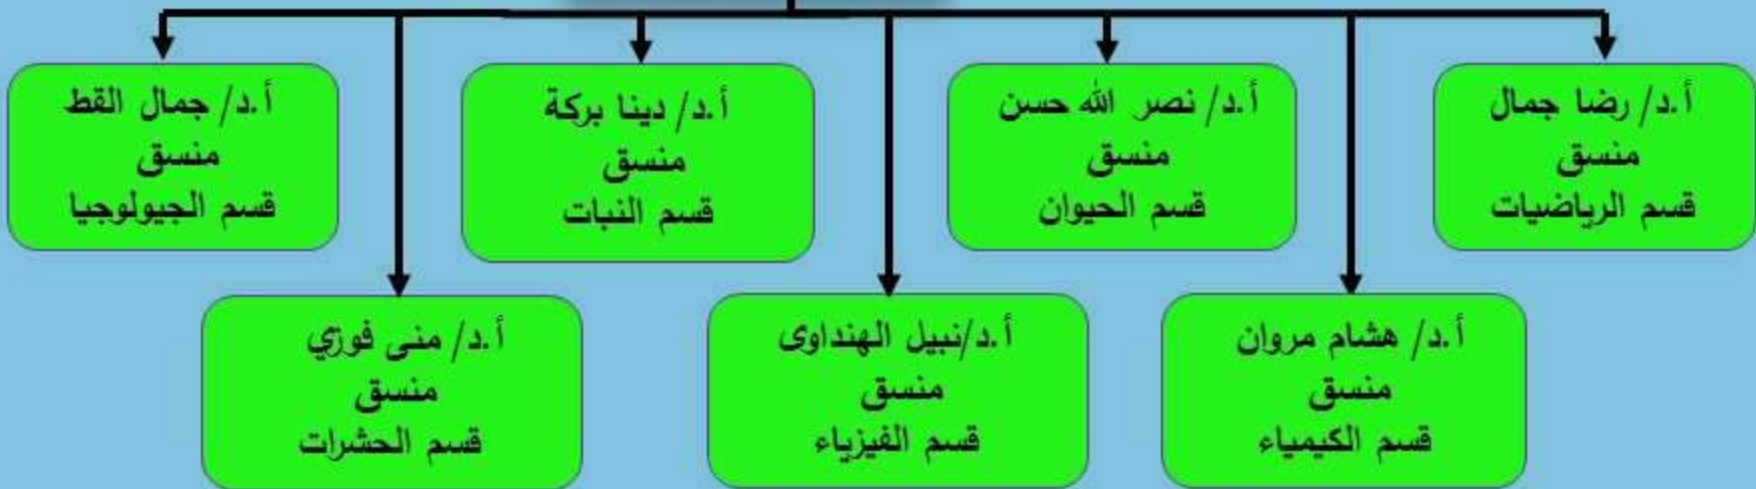 أ.د/ رضا جمال
منسق
قسم الرياضيات
أ.د/ نصر الله حسن
منسق
قسم الحيوان
أ.د/ دينا بركة
منسق
قسم النبات
أ.د/ جمال القط
منسق
قسم الجيولوجيا
أ.د/ هشام مروان
منسق
قسم الكيمياء
أ.د/نبيل الهنداوى
منسق
قسم الفيزياء
أ.د/ منى فوزي
منسق
قسم الحشرات